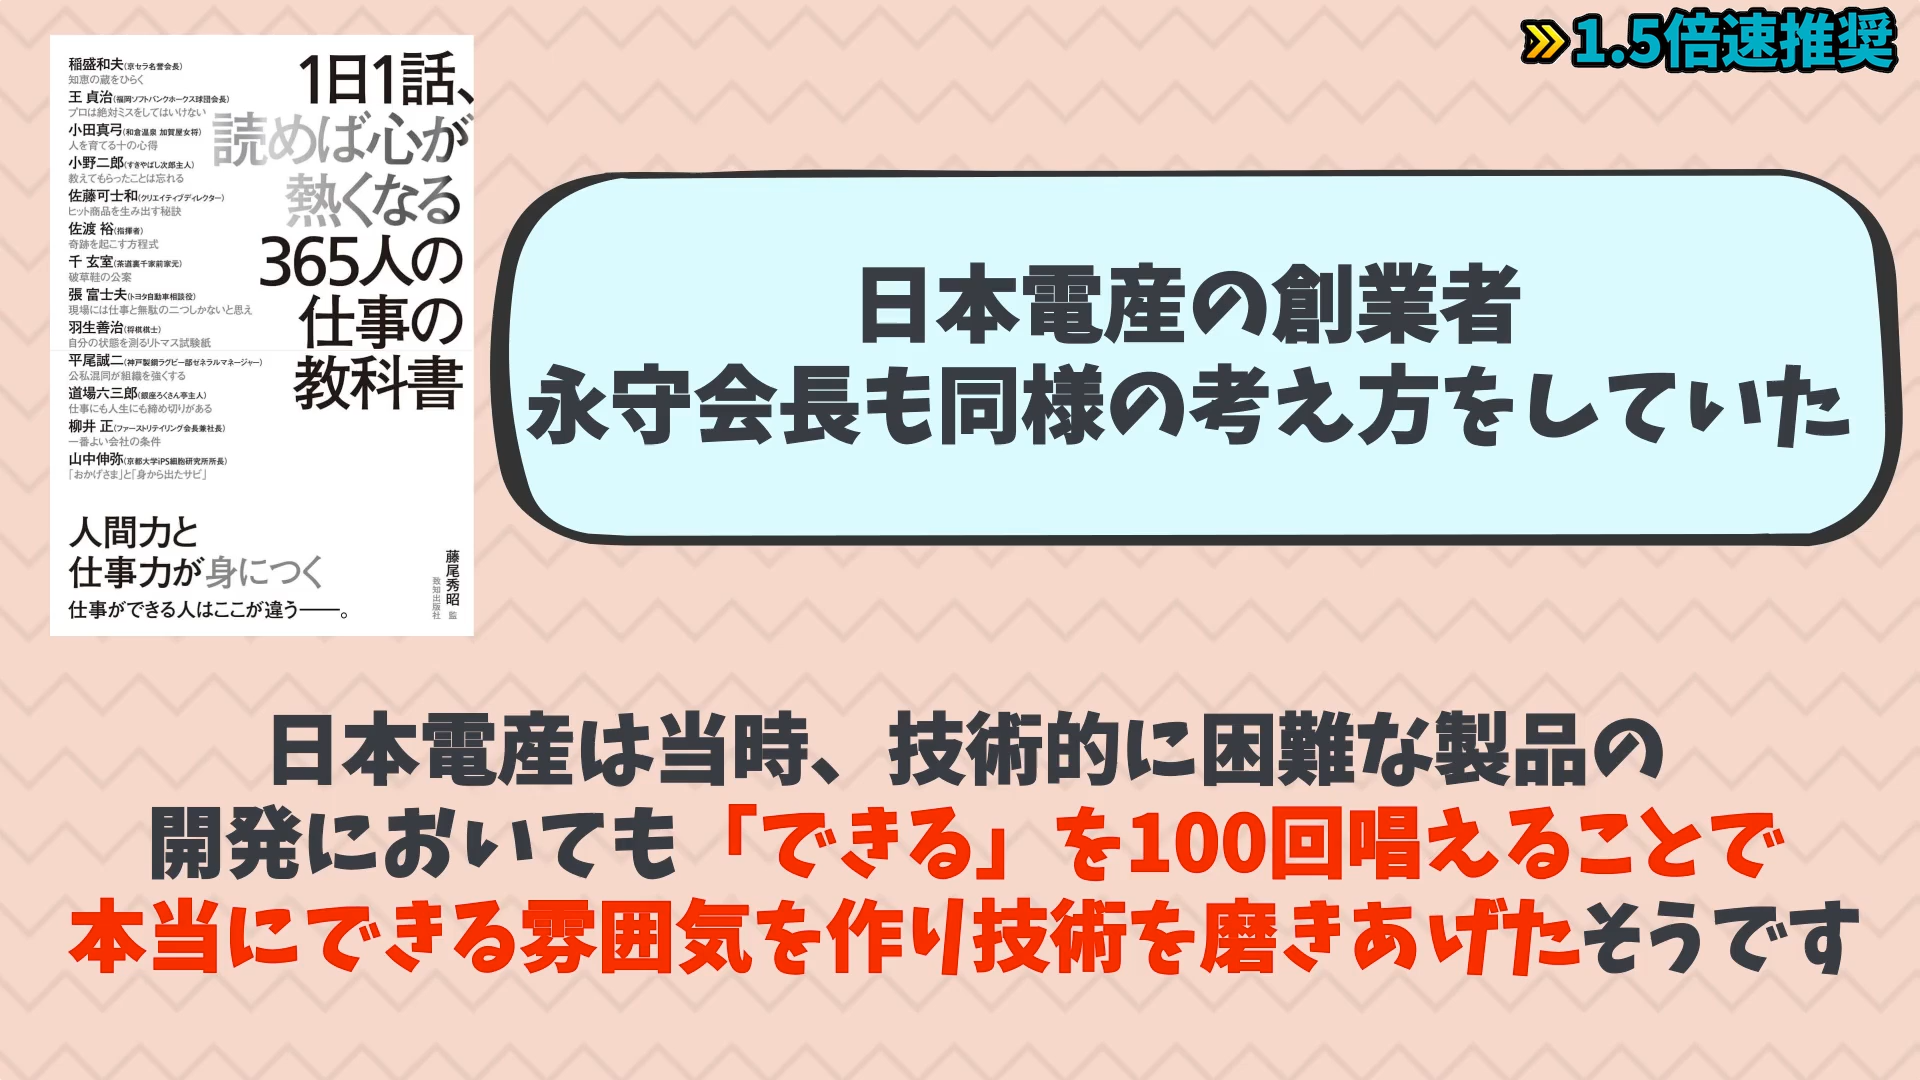 1.5倍速推奨
1日1話、
読めば心が
熱くなる
365人の
仕事の
教科書
稲盛和夫(京セラ名誉会長)
知恵の蔵をひらく
王 貞治(福岡ソフトバンクホークス球団会長)
プロは絶対ミスをしてはいけない
小田真弓(和倉温泉 加賀屋女将)
人を育てる十の心得
小野二郎(すきやばし次郎主人)
教えてもらったことは忘れる
佐藤可士和(クリエイティブディレクター)
ヒット商品を生み出す秘訣
佐渡 裕(指揮者)
奇跡を起こす方程式
千 玄室(茶道裏千家前家元)
破草鞋の公案
張 富士夫(トヨタ自動車相談役)
現場には仕事と無駄の二つしかないと思え
羽生善治(将棋棋士)
自分の状態を測るリトマス試験紙
平尾誠二(神戸製鋼ラグビー部ゼネラルマネージャー)
公私混同が組織を強くする
道場六三郎(銀座ろくさん亭主人)
仕事にも人生にも締め切りがある
柳井 正(ファーストリテイリング会長兼社長)
一番よい会社の条件
山中伸弥(京都大学iPS細胞研究所所長)
「おかげさま」と「身から出たサビ」
人間力と
仕事力が身につく
仕事ができる人はここが違う——。
藤尾秀昭 監
致知出版社
日本電産の創業者
永守会長も同様の考え方をしていた
日本電産は当時、技術的に困難な製品の
開発においても「できる」を100回唱えることで
本当にできる雰囲気を作り技術を磨きあげたそうです